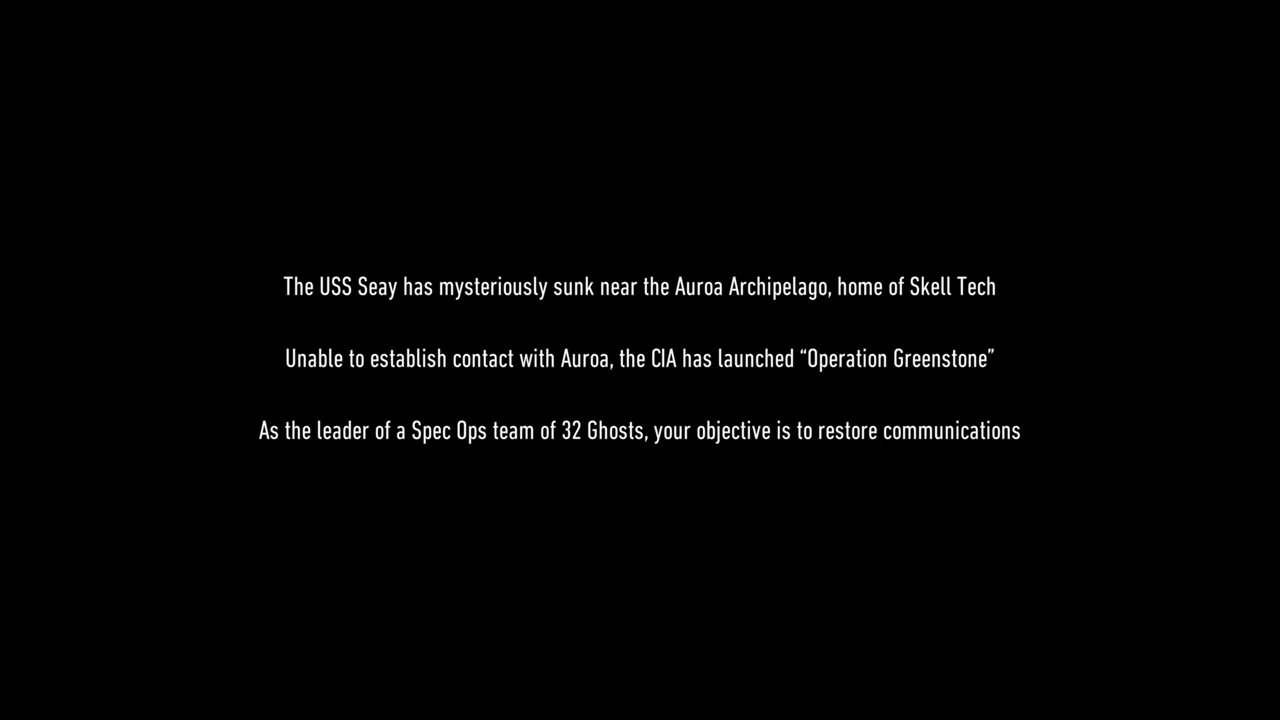 The USS Seay has mysteriously sunk near the Auroa Archipelago, home of Skell Tech
Unable to establish contact with Auroa, the CIA has launched “Operation Greenstone”
As the leader of a Spec Ops team of 32 Ghosts, your objective is to restore communications